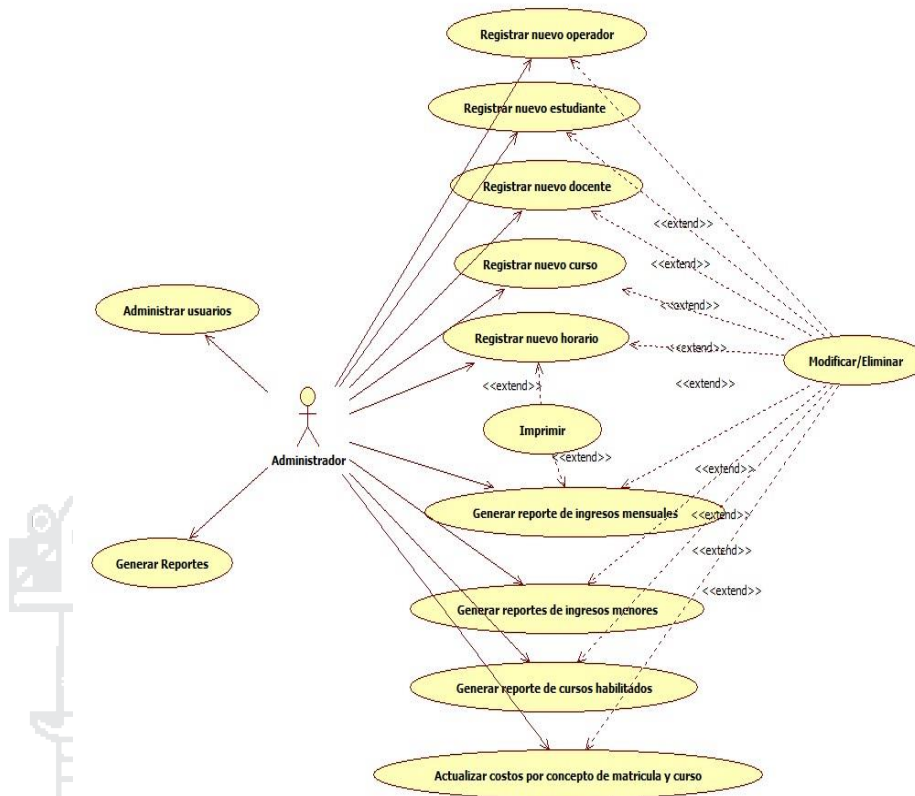 Registrar nuevo operador
Registrar nuevo estudiante
Registrar nuevo docente
<<extend>>
Registrar nuevo curso
<<extend>>
Administrar usuarios
<<extend>>
Registrar nuevo horario
<<extend>>
Modificar/Eliminar
<<extend>>
<<extend>>
Imprimir
Administrador
<<extend>>
<<extend>>
Generar reporte de ingresos mensuales
<<extend>>
Generar Reportes
<<extend>>
<<extend>>
Generar reportes de ingresos menores
Generar reporte de cursos habilitados
Actualizar costos por concepto de matricula y curso